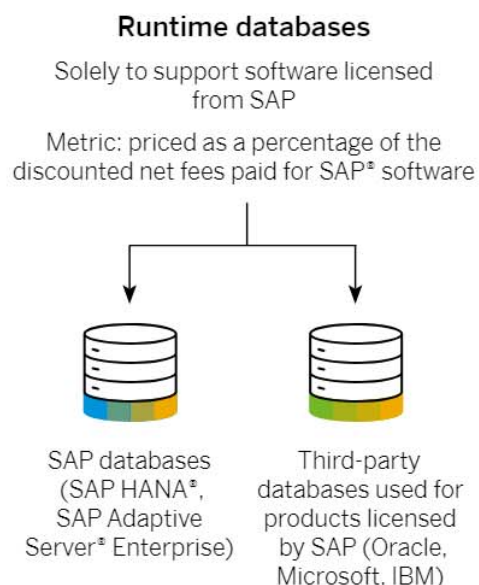 Runtime databases
Solely to support software licensed
from SAP
Metric: priced as a percentage of the
discounted net fees paid for SAP® software
SAP databases
(SAP HANA®,
SAP Adaptive
Server® Enterprise)
Third-party
databases used for
products licensed
by SAP (Oracle,
Microsoft, IBM)